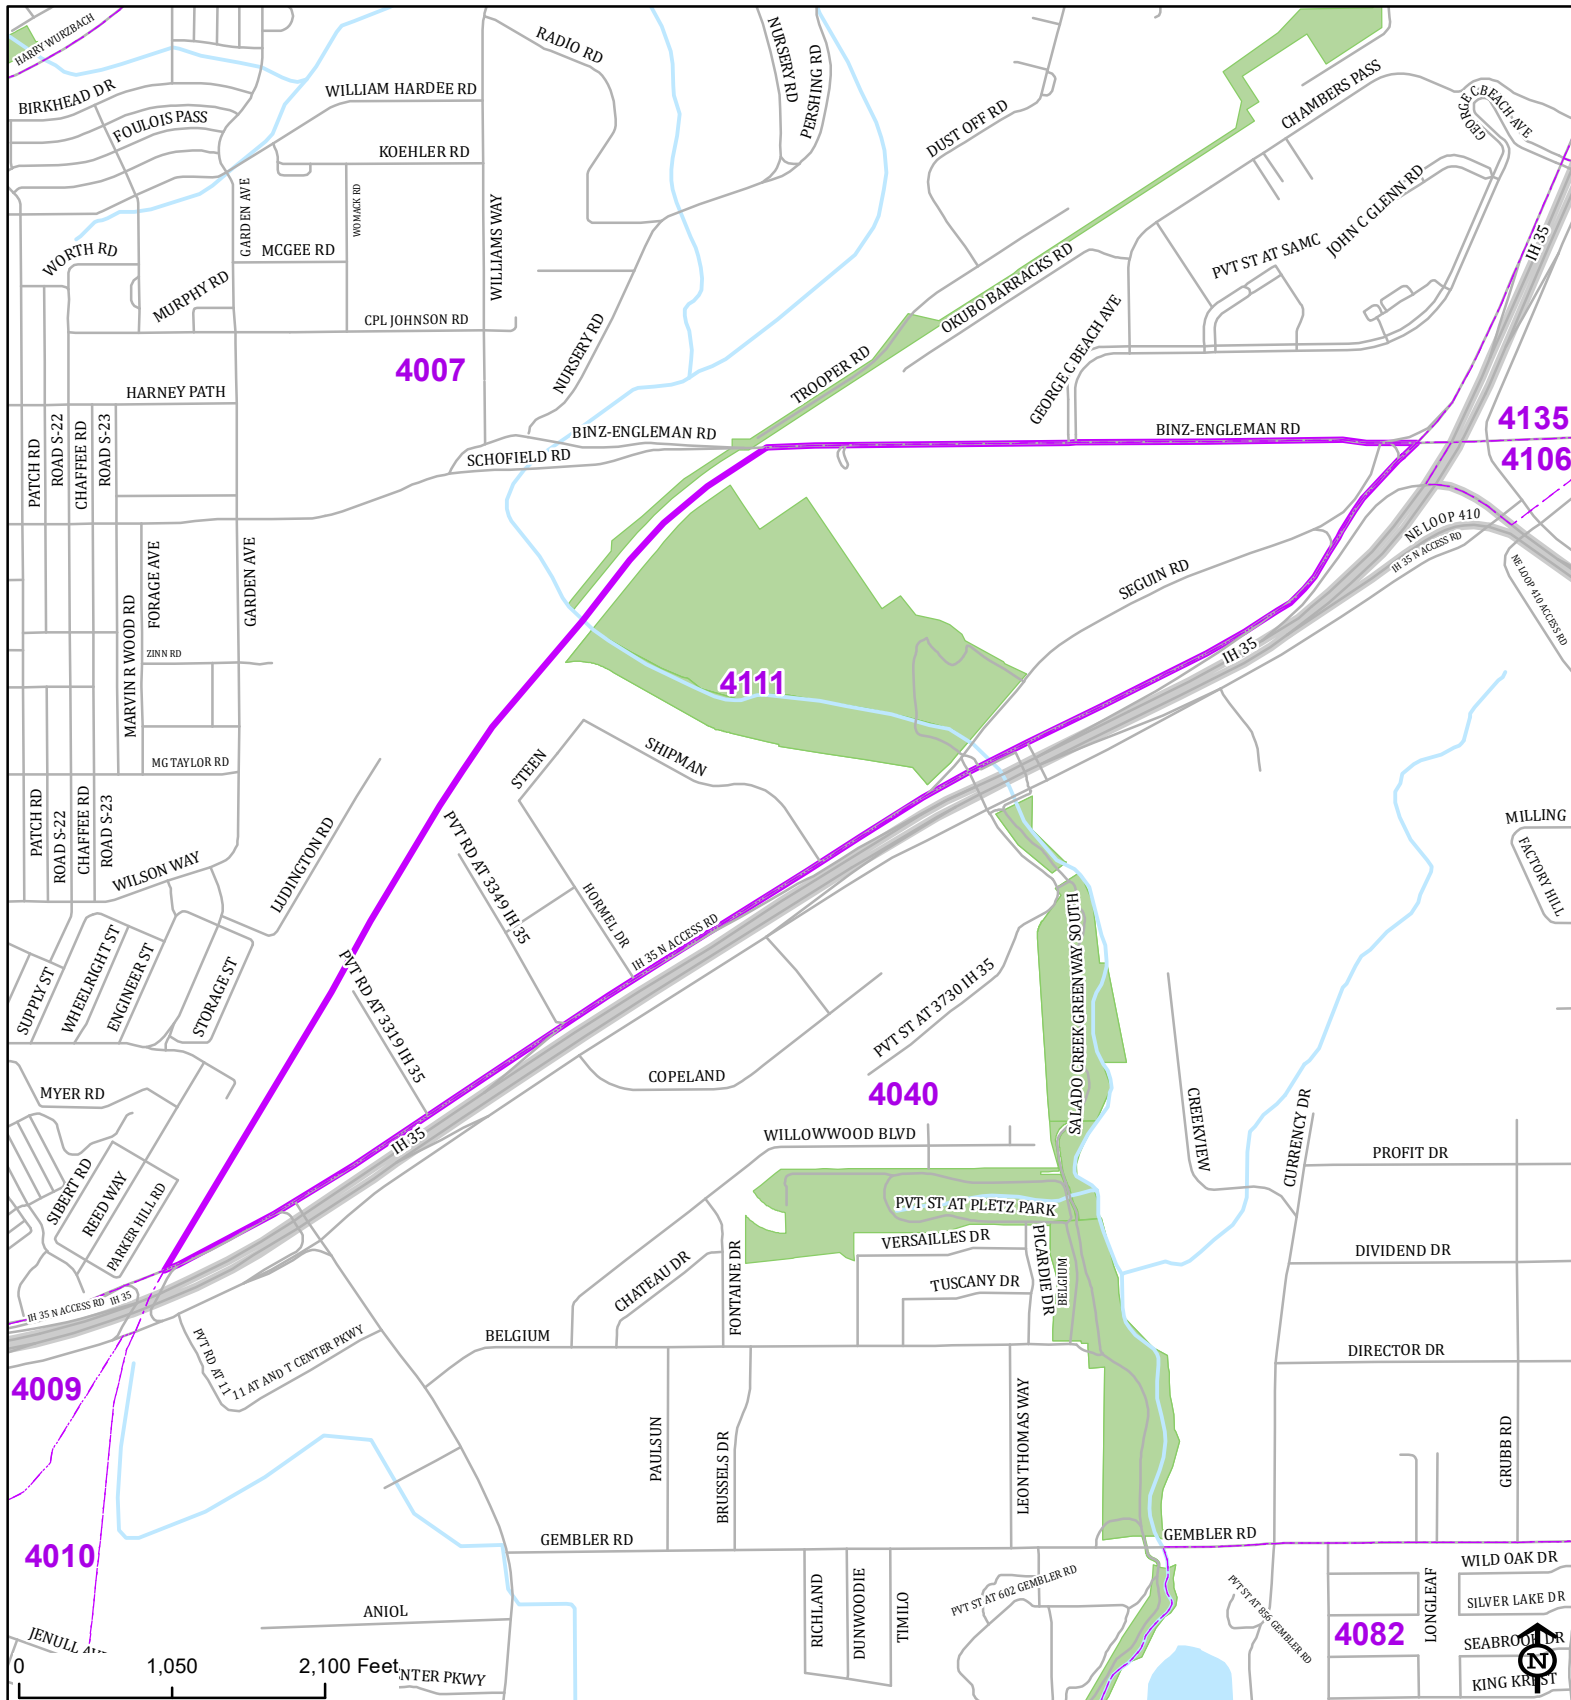 HARRY WURZBACH
BIRKHEAD DR
FOULOIS PASS
WILLIAM HARDEE RD
KOEHLER RD
RADIO RD
NURSERY RD
PERSHING RD
DUST OFF RD
CHAMBERS PASS
GEORGE C BEACH AVE
GEORGE
GARDEN AVE
WOMACK RD
WILLIAMS WAY
WORTH RD
MCGEE RD
MURPHY RD
CPL JOHNSON RD
JOHN C GLENN RD
PVT ST AT SAMC
IH 35
OKUBO BARRACKS RD
GEORGE C BEACH AVE
NURSERY RD
TROOPER RD
4007
HARNEY PATH
BINZ-ENGLEMAN RD
BINZ-ENGLEMAN RD
4135
4106
SCHOFIELD RD
PATCH RD
ROAD S-22
CHAFFEE RD
ROAD S-23
NE LOOP 410
IH 35 N ACCESS RD
NE LOOP 410 ACCESS RD
SEGUIN RD
FORAGE AVE
GARDEN AVE
MARVIN R WOOD RD
ZINN RD
IH 35
4111
MG TAYLOR RD
STEEN
SHIPMAN
PATCH RD
ROAD S-22
CHAFFEE RD
ROAD S-23
WILSON WAY
LUDINGTON RD
PVT RD AT 3349 IH 35
HORMEL DR
IH 35 N ACCESS RD
MILLING
FACTORY HILL
SUPPLY ST
WHEELRIGHT ST
ENGINEER ST
STORAGE ST
PVT RD AT 3319 IH 35
PVT ST AT 3730 IH 35
SALADO CREEK GREENWAY SOUTH
COPELAND
4040
MYER RD
IH 35
WILLOWWOOD BLVD
CREEKVIEW
CURRENCY DR
PROFIT DR
SIBERT RD
REED WAY
PARKER HILL RD
PVT ST AT PLETZ PARK
VERSAILLES DR
PICARDIE DR
BELGIUM
TUSCANY DR
CHATEAU DR
FONTAINE DR
DIVIDEND DR
IH 35 N ACCESS RD
IH 35
PVT RD AT 11
11 AT AND T CENTER PKWY
BELGIUM
DIRECTOR DR
4009
PAULSUN
BRUSSELS DR
LEON THOMAS WAY
GRUBB RD
GEMBLER RD
GEMBLER RD
4010
RICHLAND
DUNWOODIE
TIMILO
PVT ST AT 602 GEMBLER RD
PVT ST AT 856 GEMBLER RD
WILD OAK DR
SILVER LAKE DR
LONGLEAF
4082
SEABROOK DR
KING KREST
ANIOL
JENULL AVE
NTER PKWY
0 1,050 2,100 Feet
N